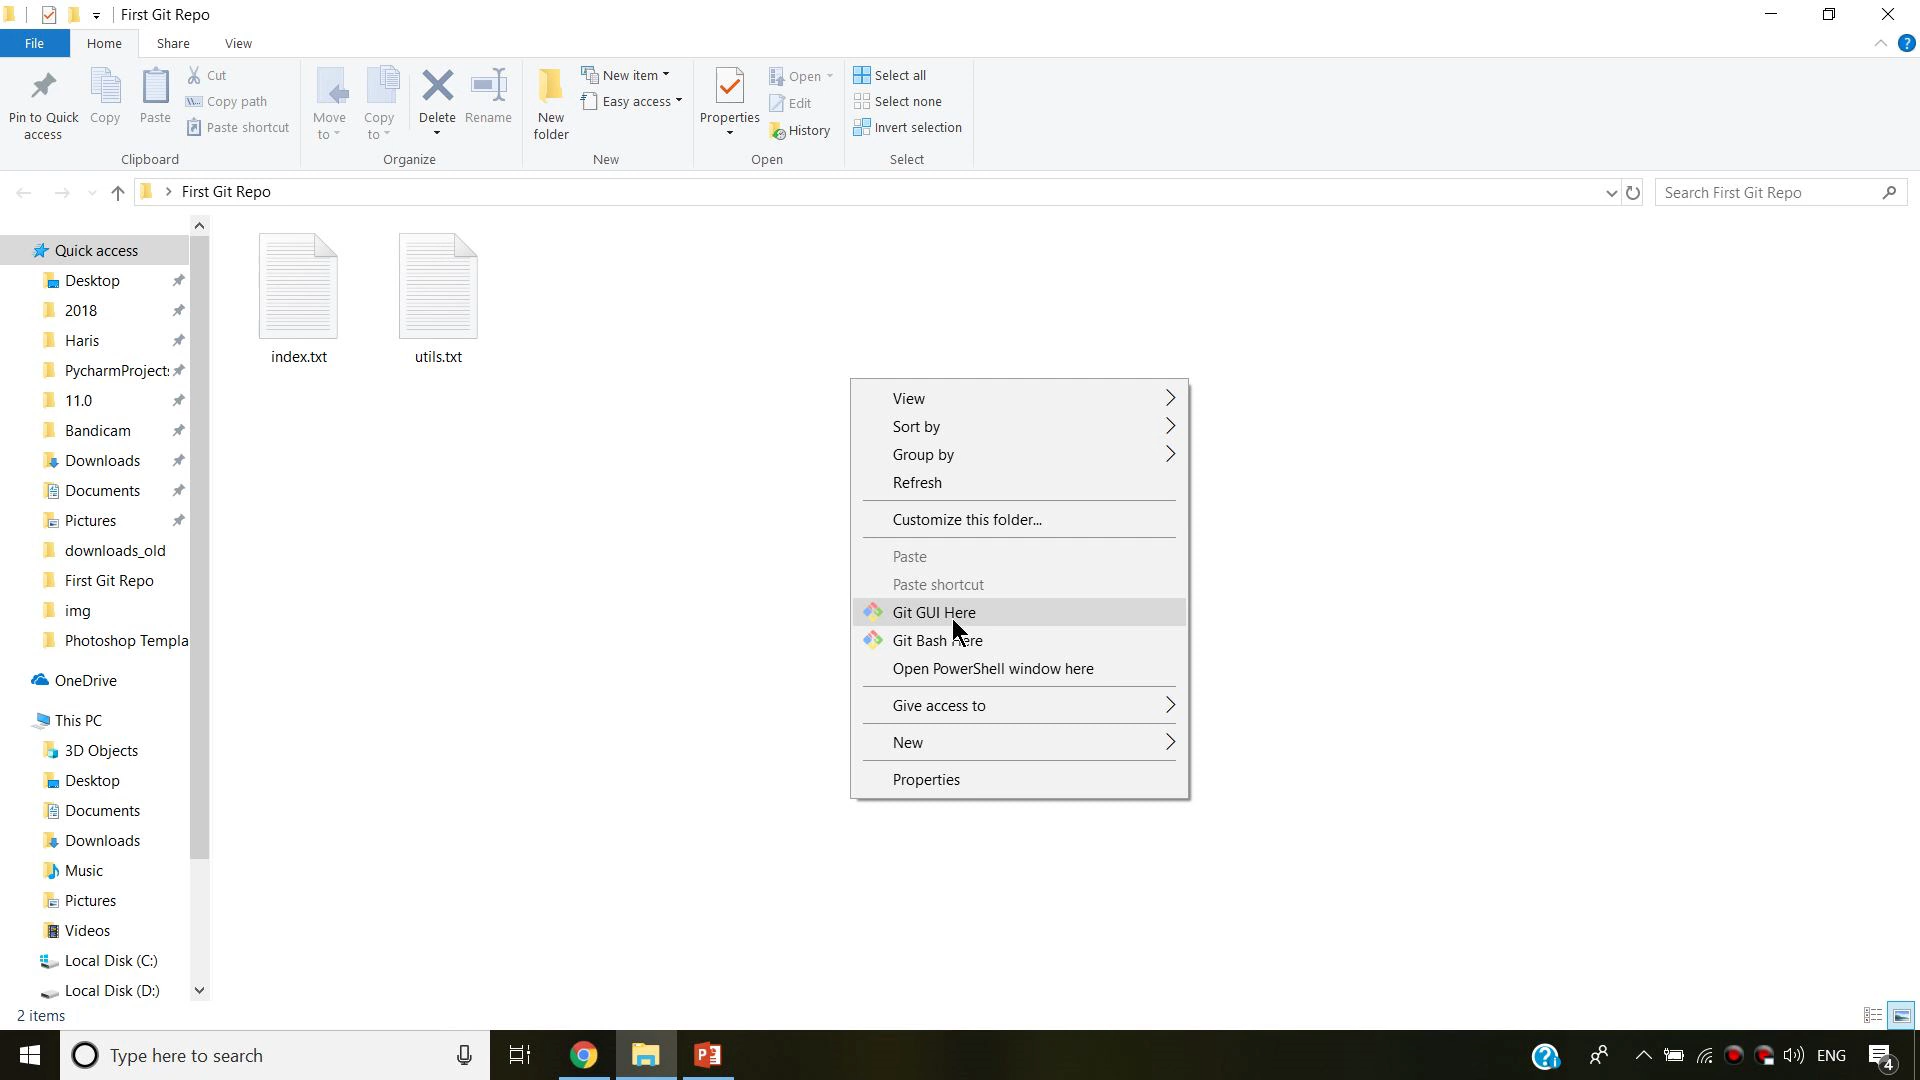 First Git Repo
File Home Share View
Pin to Quick access
Copy
Paste
Cut
Copy path
Paste shortcut
Clipboard
Move to
Copy to
Delete
Rename
Organize
New folder
New item
Easy access
New
Properties
Open
Edit
History
Open
Select all
Select none
Invert selection
Select
First Git Repo
Search First Git Repo
Quick access
Desktop
2018
Haris
PycharmProject
11.0
Bandicam
Downloads
Documents
Pictures
downloads_old
First Git Repo
img
Photoshop Templa
OneDrive
This PC
3D Objects
Desktop
Documents
Downloads
Music
Pictures
Videos
Local Disk (C:)
Local Disk (D:)
index.txt
utils.txt
View
Sort by
Group by
Refresh
Customize this folder...
Paste
Paste shortcut
Git GUI Here
Git Bash Here
Open PowerShell window here
Give access to
New
Properties
2 items
Type here to search
ENG
4